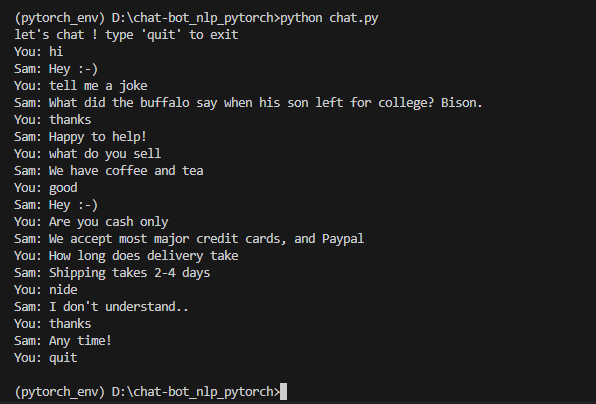 (pytorch_env) D:\chat-bot_nlp_pytorch>python chat.py
let's chat ! type 'quit' to exit
You: hi
Sam: Hey :-)
You: tell me a joke
Sam: What did the buffalo say when his son left for college? Bison.
You: thanks
Sam: Happy to help!
You: what do you sell
Sam: We have coffee and tea
You: good
Sam: Hey :-)
You: Are you cash only
Sam: We accept most major credit cards, and Paypal
You: How long does delivery take
Sam: Shipping takes 2-4 days
You: nide
Sam: I don't understand..
You: thanks
Sam: Any time!
You: quit
(pytorch_env) D:\chat-bot_nlp_pytorch>